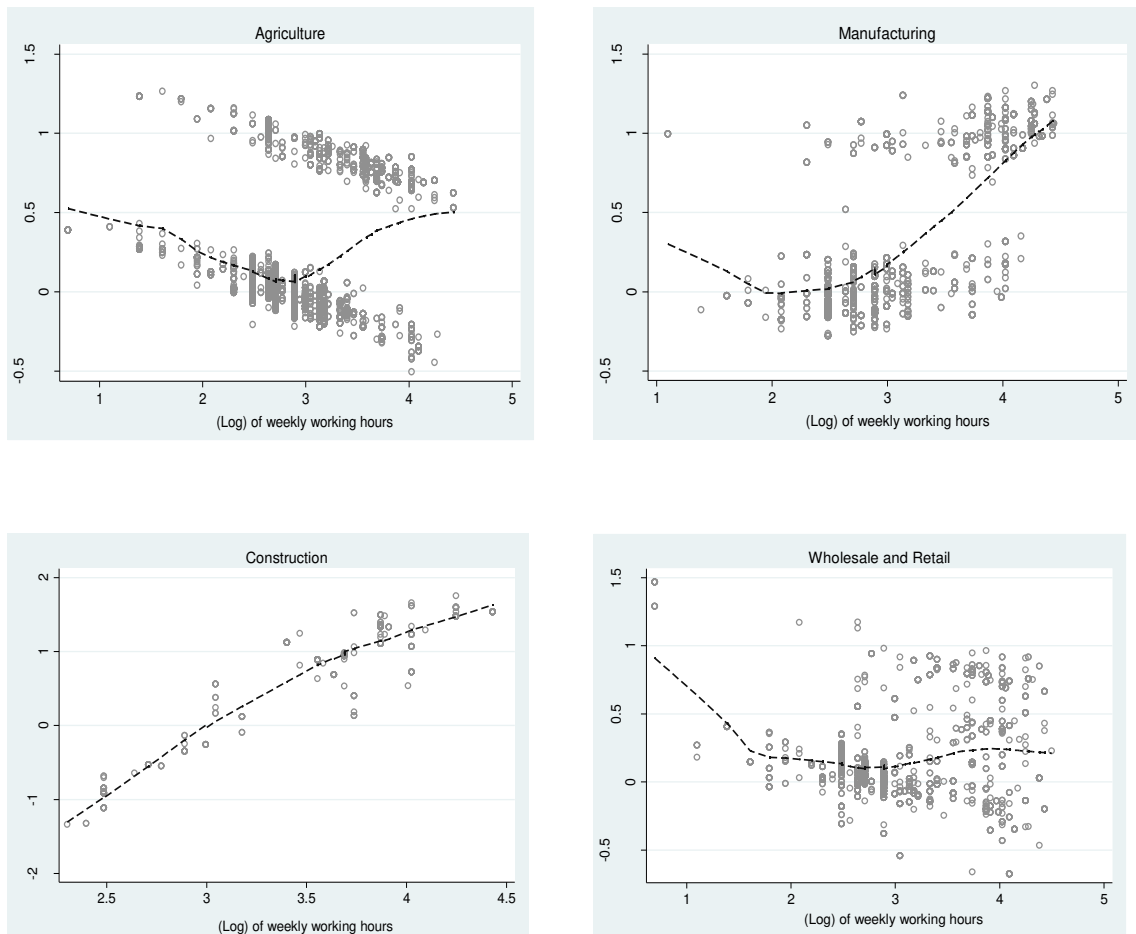 Agriculture
1.5
1
0.5
0
-0.5
1 2 3 4 5
(Log) of weekly working hours
Manufacturing
1.5
1
0.5
0
-0.5
1 2 3 4 5
(Log) of weekly working hours
Construction
2
1
0
-1
-2
2.5 3 3.5 4 4.5
(Log) of weekly working hours
Wholesale and Retail
1.5
1
0.5
0
-0.5
1 2 3 4 5
(Log) of weekly working hours